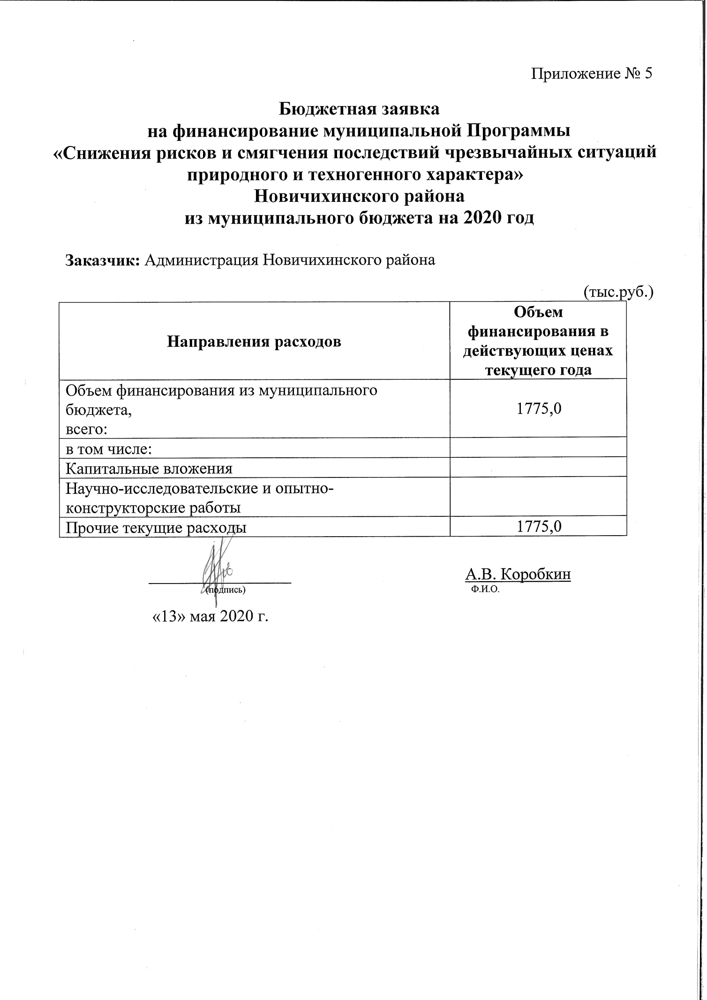 Приложение № 5
Бюджетная заявка
на финансирование муниципальной Программы
«Снижения рисков и смягчения последствий чрезвычайных ситуаций
природного и техногенного характера»
Новичихинского района
из муниципального бюджета на 2020 год
Заказчик: Администрация Новичихинского района
(тыс.руб.)
Направления расходов
Объем
финансирования в
действующих ценах
текущего года
Объем финансирования из муниципального
бюджета,
всего:
1775,0
в том числе:
Капитальные вложения
Научно-исследовательские и опытно-
конструкторские работы
Прочие текущие расходы
1775,0
А.В. Коробкин
(подпись)
Ф.И.О.
«13» мая 2020 г.